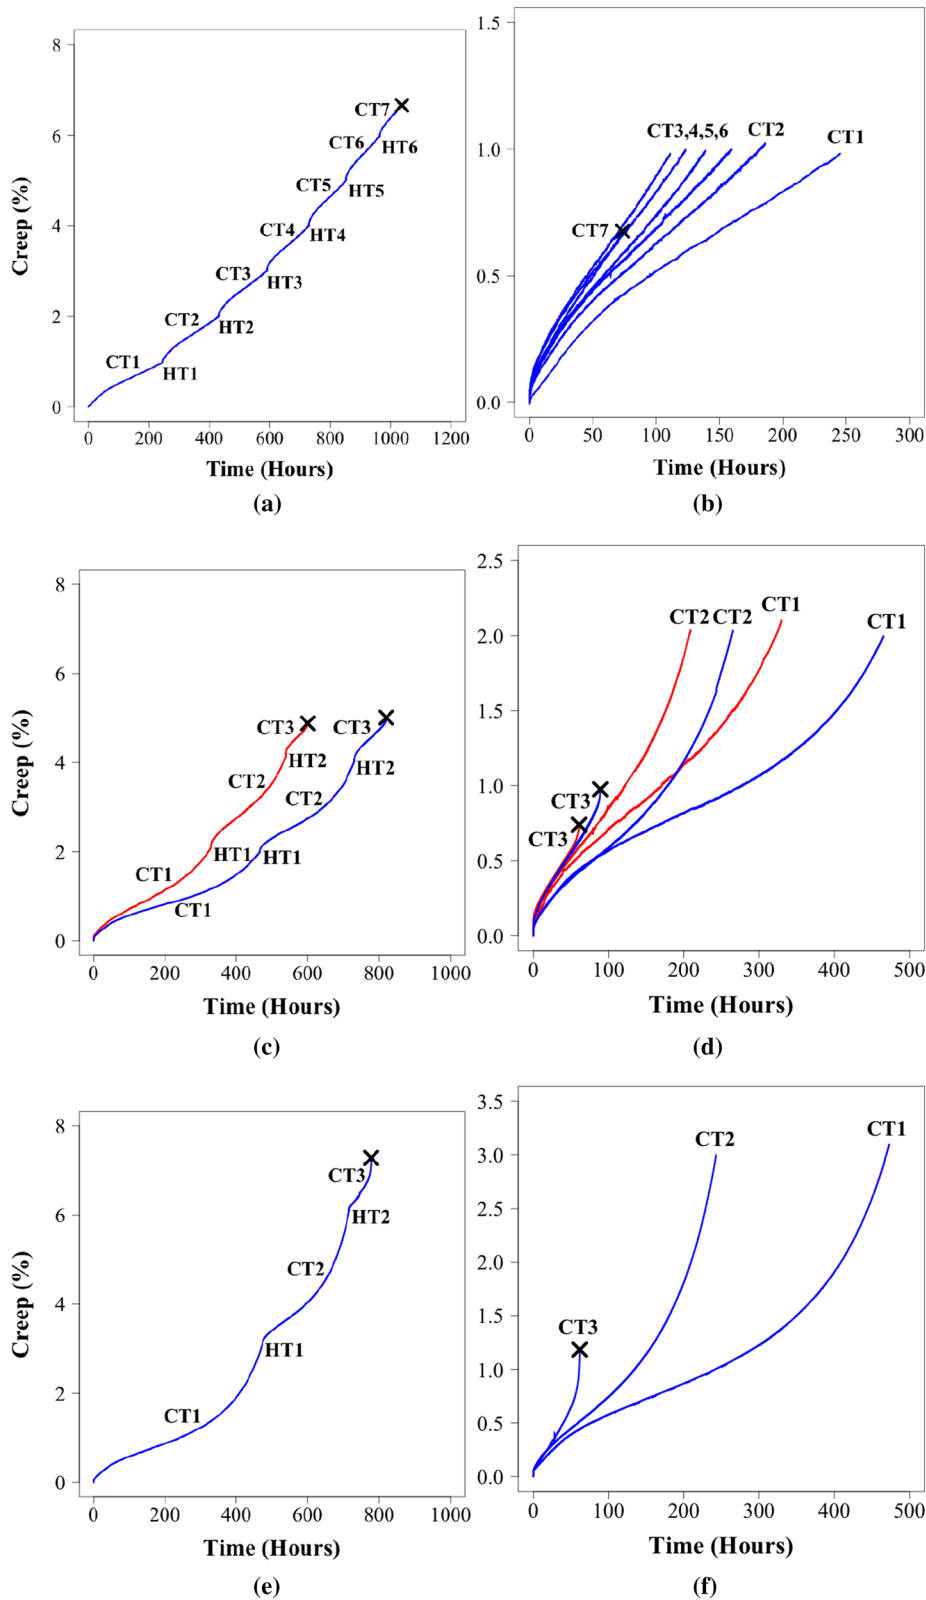 8
6
4
2
0
Creep (%)
CT1
HT1
CT2
HT2
CT3
HT3
CT4
HT4
CT5
HT5
CT6
HT6
CT7
0 200 400 600 800 1000 1200
Time (Hours)
(a)
1.5
1.0
0.5
0.0
CT3,4,5,6
CT2
CT1
CT7
0 50 100 150 200 250 300
Time (Hours)
(b)
8
6
4
2
0
Creep (%)
CT3
CT3
HT2
HT2
CT2
CT2
HT1
HT1
CT1
CT1
0 200 400 600 800 1000
Time (Hours)
(c)
2.5
2.0
1.5
1.0
0.5
0.0
CT2
CT2
CT1
CT1
CT3
CT3
0 100 200 300 400 500
Time (Hours)
(d)
8
6
4
2
0
Creep (%)
CT3
HT2
CT2
HT1
CT1
0 200 400 600 800 1000
Time (Hours)
(e)
3.5
3.0
2.5
2.0
1.5
1.0
0.5
0.0
CT2
CT1
CT3
0 100 200 300 400 500
Time (Hours)
(f)